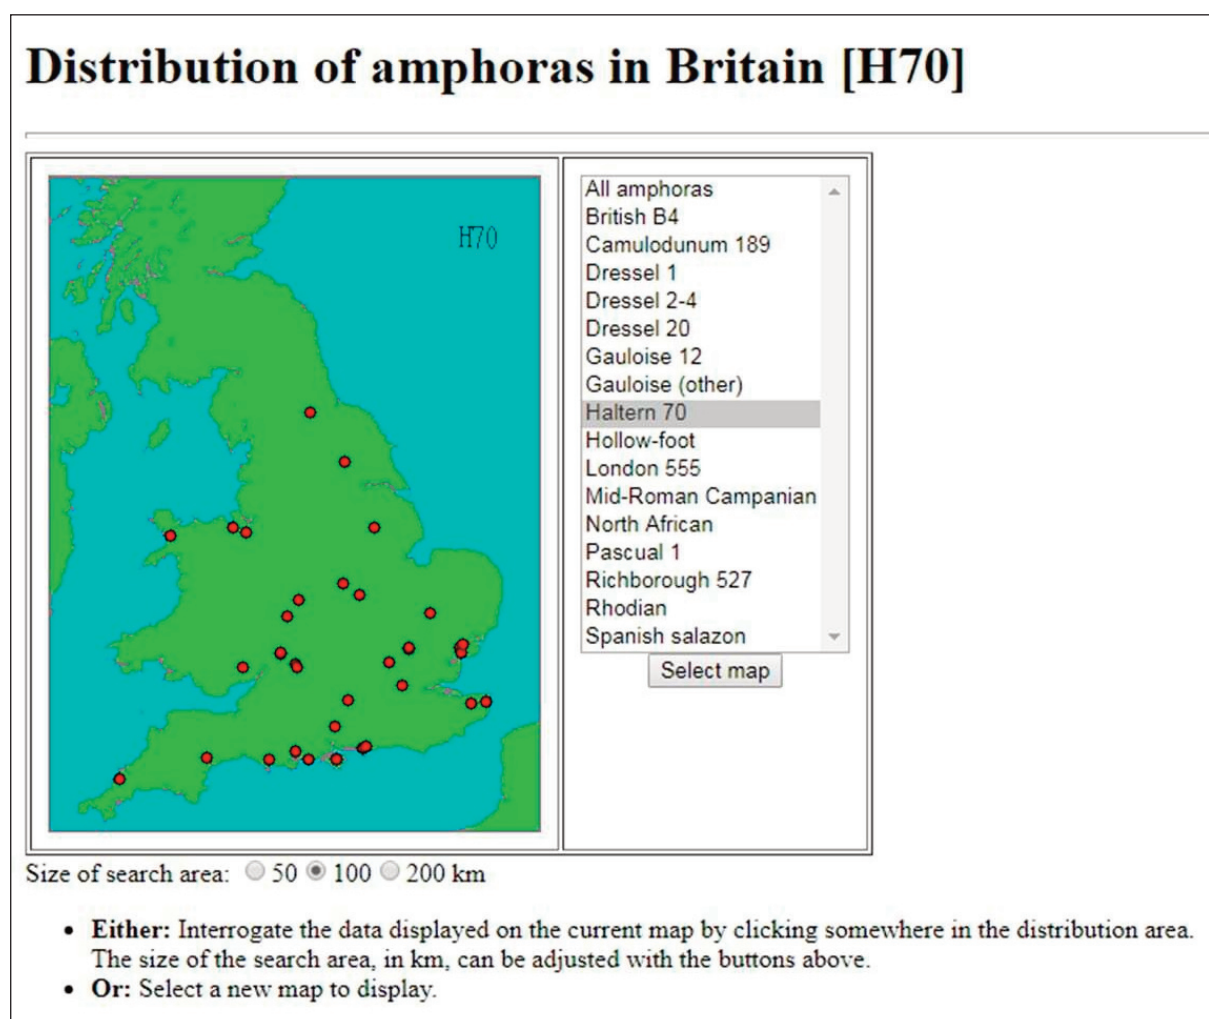 Distribution of amphoras in Britain [H70]
H70
All amphoras
British B4
Camulodunum 189
Dressel 1
Dressel 2-4
Dressel 20
Gauloise 12
Gauloise (other)
Haltern 70
Hollow-foot
London 555
Mid-Roman Campanian
North African
Pascual 1
Richborough 527
Rhodian
Spanish salazon
Select map
Size of search area: 50 100 200 km
• Either: Interrogate the data displayed on the current map by clicking somewhere in the distribution area.
The size of the search area, in km, can be adjusted with the buttons above.
• Or: Select a new map to display.